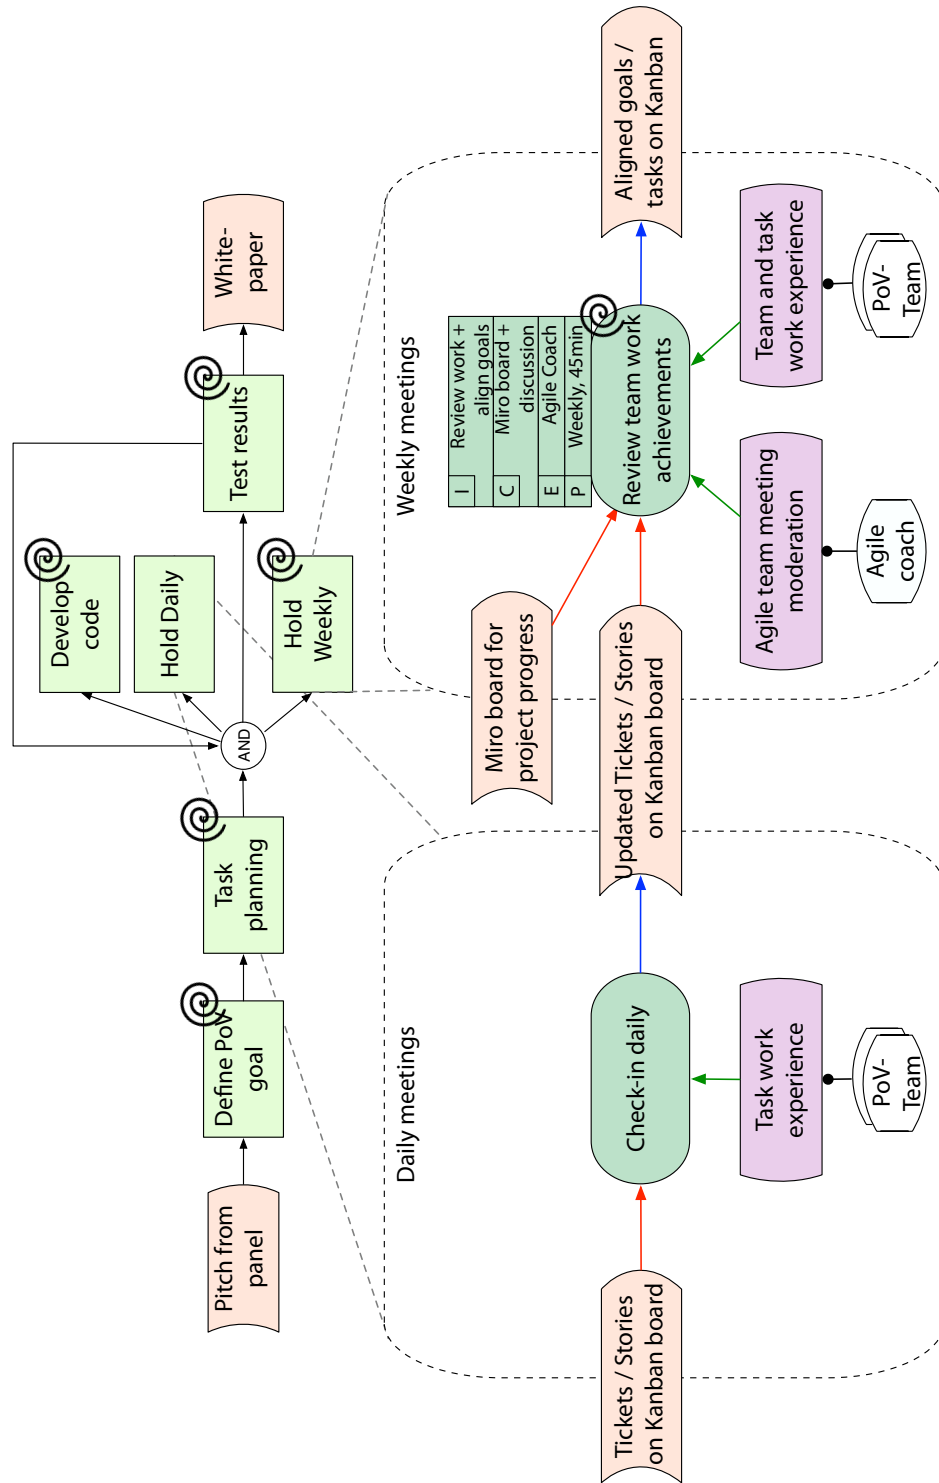 Pitch from
panel
Define PoV
goal
Task
planning
AND
Develop
code
Hold Daily
Hold
Weekly
Test results
White-
paper
Daily meetings
Tickets / Stories
on Kanban board
Check-in daily
Task work
experience
PoV-
Team
Updated Tickets / Stories
on Kanban board
Weekly meetings
Miro board for
project progress
I
Review work +
align goals
C
Miro board +
discussion
E
Agile Coach
P
Weekly, 45min
Review team work
achievements
Agile team meeting
moderation
Agile
coach
Team and task
work experience
PoV-
Team
Aligned goals /
tasks on Kanban